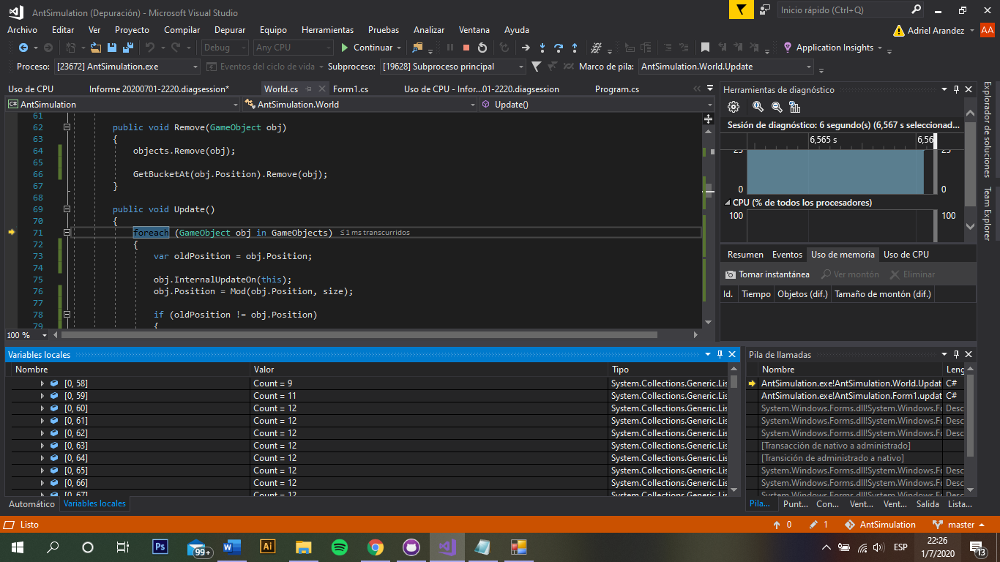 AntSimulation (Depuración) - Microsoft Visual Studio
Inicio rápido (Ctrl+Q)
Archivo Editar Ver Proyecto Compilar Depurar Equipo Herramientas Pruebas Analizar Ventana Ayuda
Adriel Arandez AA
Debug Any CPU Continuar Application Insights
Proceso: [23672] AntSimulation.exe Eventos del ciclo de vida Subproceso: [19628] Subproceso principal Marco de pila: AntSimulation.World.Update
Uso de CPU Informe 20200701-2220.diagsession* World.cs Form1.cs Uso de CPU - Infor...01-2220.diagsession Program.cs
C# AntSimulation AntSimulation.World Update()
61
62 public void Remove(GameObject obj)
63 {
64 objects.Remove(obj);
65
66 GetBucketAt(obj.Position).Remove(obj);
67 }
68
69 public void Update()
70 {
71 foreach (GameObject obj in GameObjects) ≤1 ms transcurridos
72 {
73 var oldPosition = obj.Position;
74
75 obj.InternalUpdateOn(this);
76 obj.Position = Mod(obj.Position, size);
77
78 if (oldPosition != obj.Position)
79 {
100 %
Herramientas de diagnóstico
Sesión de diagnóstico: 6 segundo(s) (6,567 s seleccionad...
6,565 s 6,56
25 25
0 0
CPU (% de todos los procesadores)
100 100
Resumen Eventos Uso de memoria Uso de CPU
Tomar instantánea Ver montón Eliminar
Id. Tiempo Objetos (dif.) Tamaño de montón (dif.)
Explorador de soluciones
Team Explorer
Variables locales
Nombre Valor Tipo
[0, 58] Count = 9 System.Collections.Generic.Lis
[0, 59] Count = 11 System.Collections.Generic.Lis
[0, 60] Count = 12 System.Collections.Generic.Lis
[0, 61] Count = 12 System.Collections.Generic.Lis
[0, 62] Count = 12 System.Collections.Generic.Lis
[0, 63] Count = 12 System.Collections.Generic.Lis
[0, 64] Count = 12 System.Collections.Generic.Lis
[0, 65] Count = 12 System.Collections.Generic.Lis
[0, 66] Count = 12 System.Collections.Generic.Lis
[0, 67] Count = 12 System.Collections.Generic.Lis
Automático Variables locales
Pila de llamadas
Nombre Leng
AntSimulation.exe!AntSimulation.World.Updat C#
AntSimulation.exe!AntSimulation.Form1.updat C#
System.Windows.Forms.dll!System.Windows.Fo Desc
System.Windows.Forms.dll!System.Windows.Fo Desc
System.Windows.Forms.dll!System.Windows.Fo Desc
[Transacción de nativo a administrado]
[Transición de administrado a nativo]
System.Windows.Forms.dll!System.Windows.Fo Desc
System.Windows.Forms.dll!System.Windows.Fo Desc
System.Windows.Forms.dll!System.Windows.Fo Desc
Pila... Punt... Con... Vent... Vent... Salida Lista...
Listo 0 1 AntSimulation master
Ps 99+ Ai ESP 22:26
1/7/2020 13